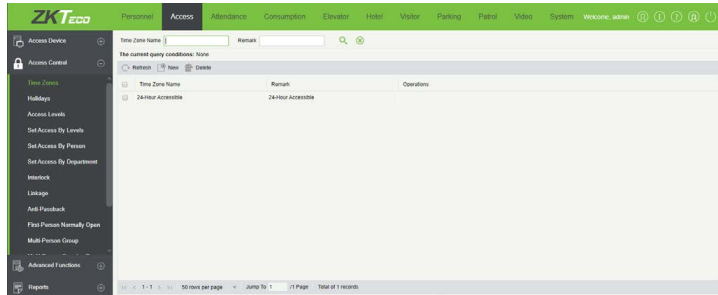 ZKTeco Personnel Access Attendance Consumption Elevator Hotel Visitor Parking Patrol Video System Welcome, admin
Access Device
Time Zone Name Remark
The current query conditions: None
Access Control
Refresh New Delete
Time Zone Name Remark Operations
24-Hour Accessible 24-Hour Accessible
Time Zones
Holidays
Access Levels
Set Access By Levels
Set Access By Person
Set Access By Department
Interlock
Linkage
Anti-Passback
First-Person Normally Open
Multi-Person Group
Advanced Functions
Reports
1-1 50 rows per page Jump To 1 /1 Page Total of 1 records